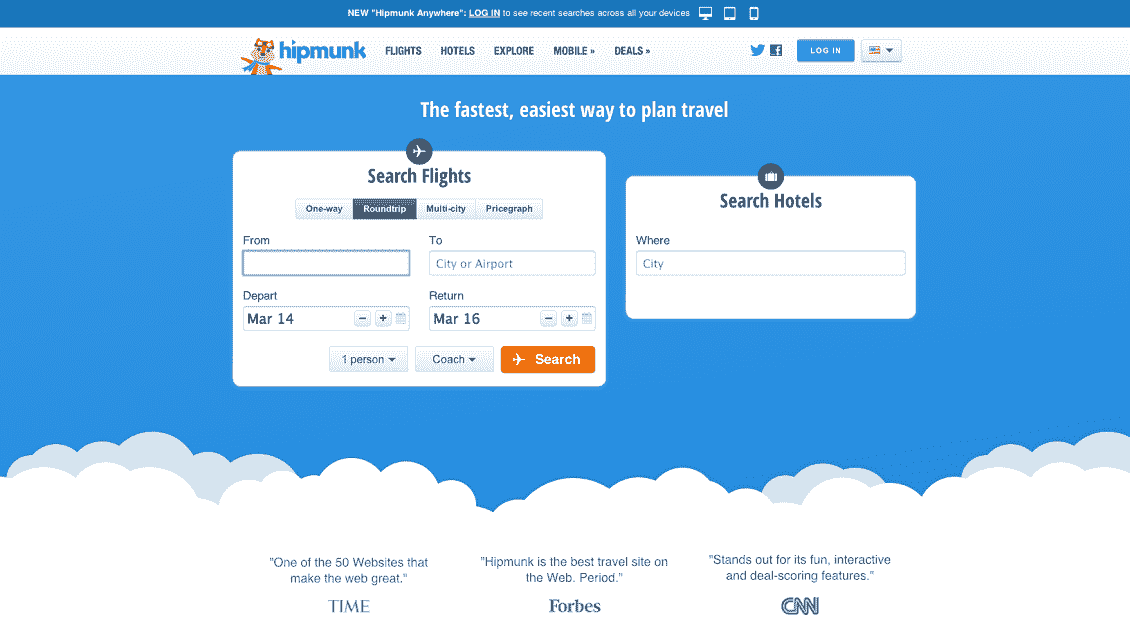 NEW "Hipmunk Anywhere": LOG IN to see recent searches across all your devices
hipmunk FLIGHTS HOTELS EXPLORE MOBILE » DEALS » LOG IN
The fastest, easiest way to plan travel
Search Flights
One-way Roundtrip Multi-city Pricegraph
From To
City or Airport
Depart Return
Mar 14 − + Mar 16 − +
1 person Coach Search
Search Hotels
Where
City
"One of the 50 Websites that
make the web great."
TIME
"Hipmunk is the best travel site on
the Web. Period."
Forbes
"Stands out for its fun, interactive
and deal-scoring features."
CNN